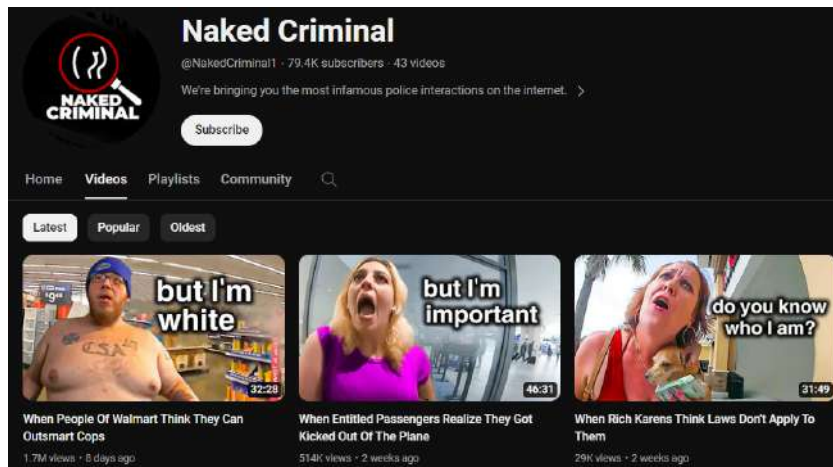 NAKED
CRIMINAL
Naked Criminal
@NakedCriminal1 · 79.4K subscribers · 43 videos
We're bringing you the most infamous police interactions on the internet. >
Subscribe
Home Videos Playlists Community
Latest Popular Oldest
but I'm
white
CSA
32:28
but I'm
important
46:31
do you know
who I am?
31:49
When People Of Walmart Think They Can
Outsmart Cops
1.7M views · 8 days ago
When Entitled Passengers Realize They Got
Kicked Out Of The Plane
514K views · 2 weeks ago
When Rich Karens Think Laws Don't Apply To
Them
29K views · 2 weeks ago